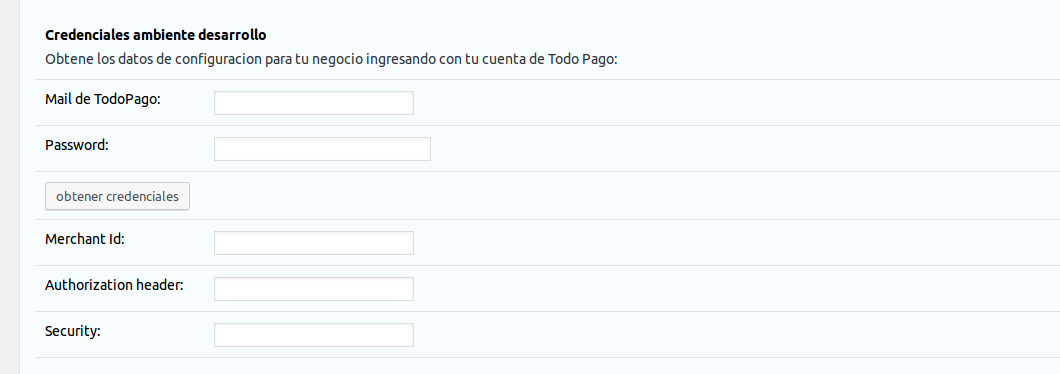 Credenciales ambiente desarrollo
Obtene los datos de configuracion para tu negocio ingresando con tu cuenta de Todo Pago:
Mail de TodoPago:
Password:
obtener credenciales
Merchant Id:
Authorization header:
Security: